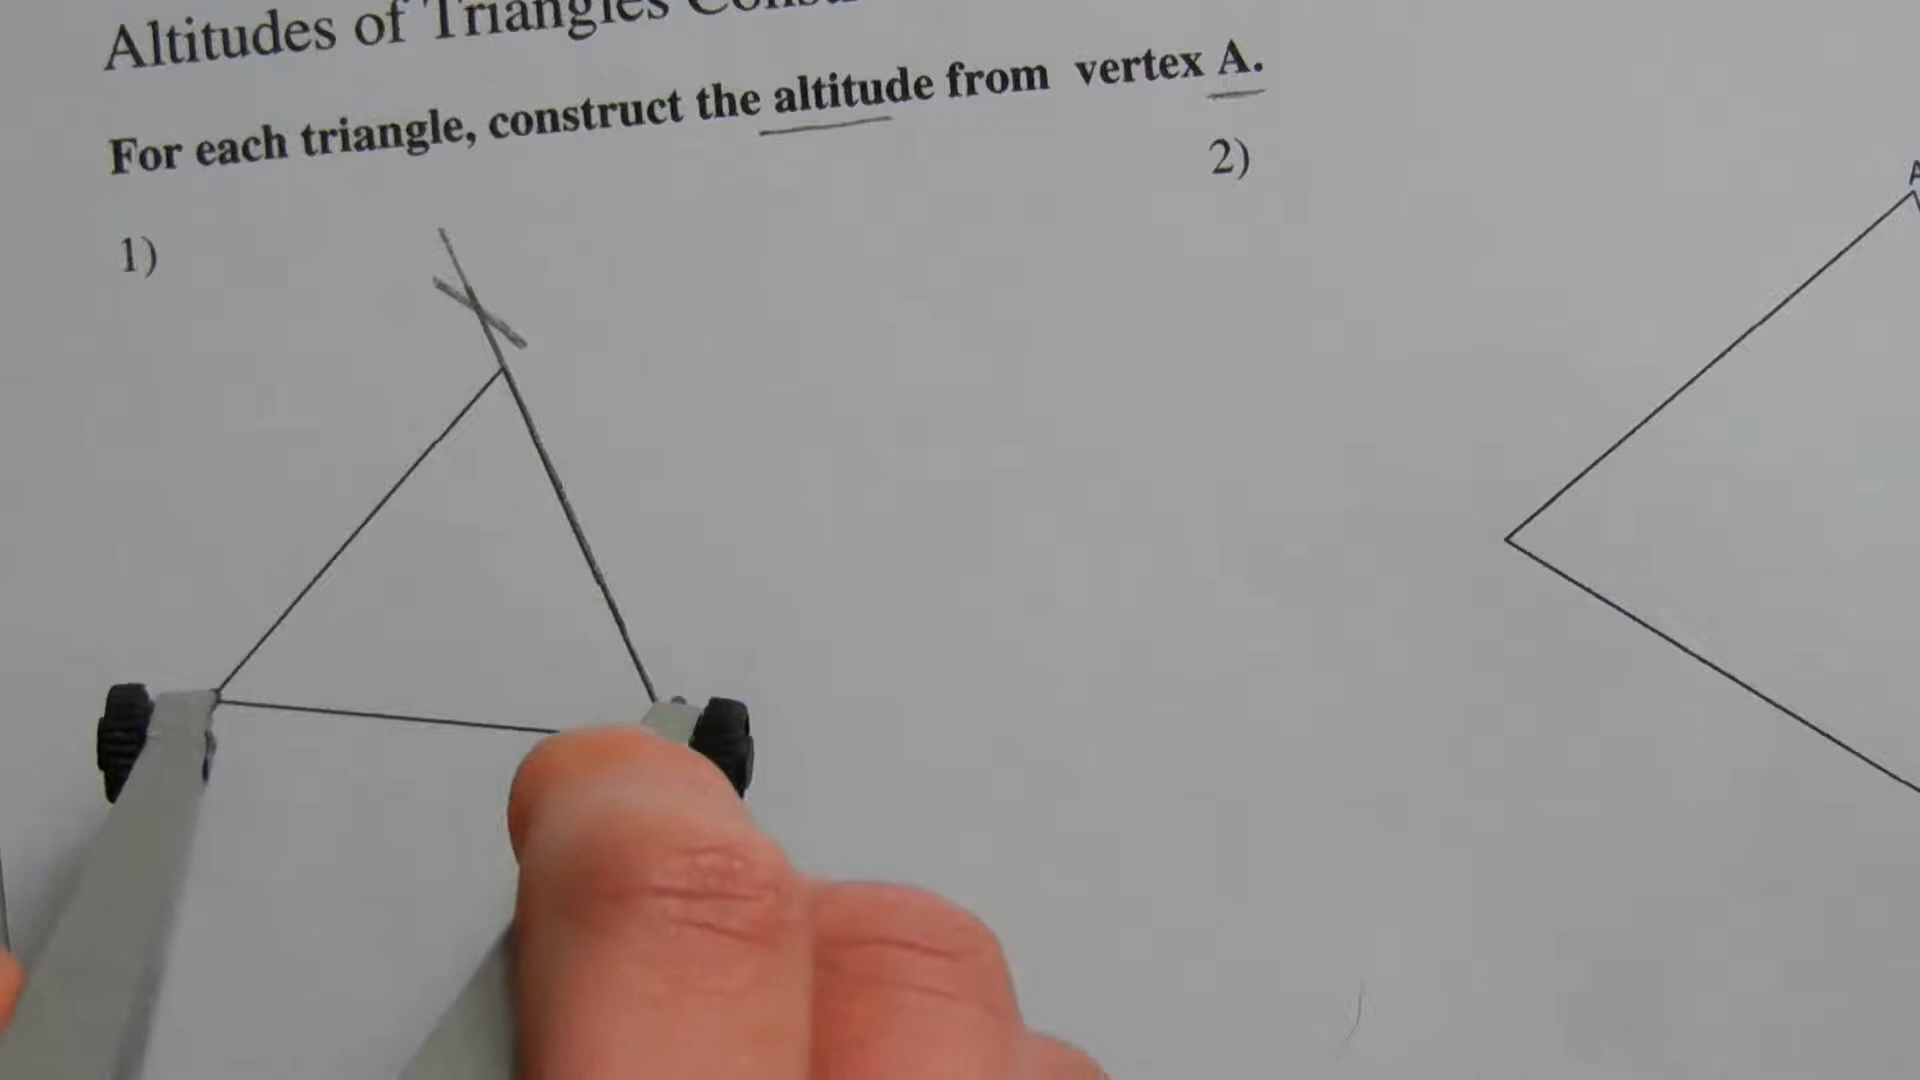 Altitudes of Triangles
For each triangle, construct the altitude from vertex A.
1)
2)
A